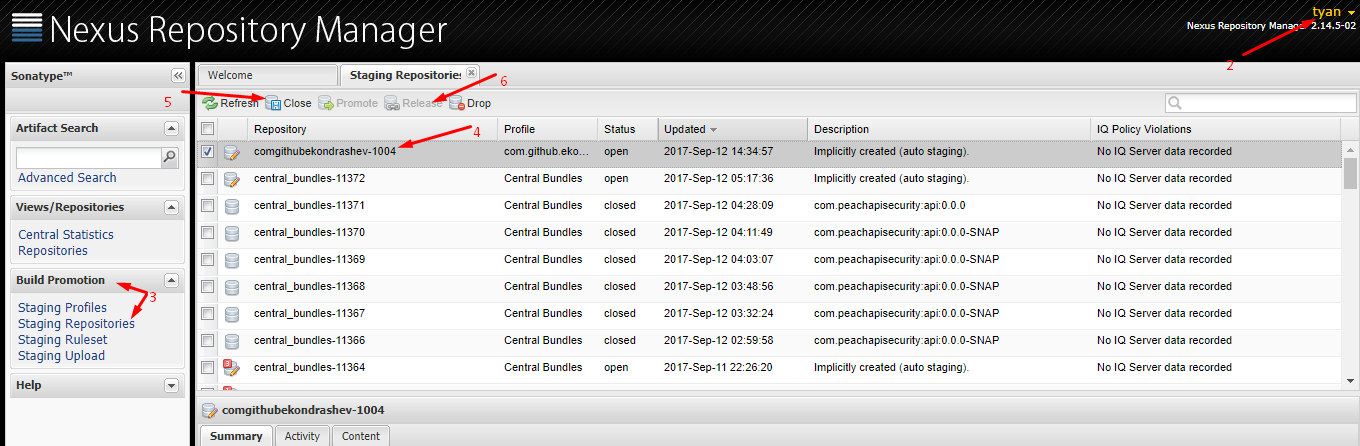 Nexus Repository Manager
tyan
Nexus Repository Manager 2.14.5-02
2
Sonatype™
Welcome
Staging Repositories
5
6
Refresh Close Promote Release Drop
Artifact Search
Advanced Search
Views/Repositories
Central Statistics
Repositories
Build Promotion
3
Staging Profiles
Staging Repositories
Staging Ruleset
Staging Upload
Help
Repository Profile Status Updated Description IQ Policy Violations
4
comgithubekondrashev-1004 com.github.eko... open 2017-Sep-12 14:34:57 Implicitly created (auto staging). No IQ Server data recorded
central_bundles-11372 Central Bundles open 2017-Sep-12 05:17:36 Implicitly created (auto staging). No IQ Server data recorded
central_bundles-11371 Central Bundles closed 2017-Sep-12 04:28:09 com.peachapisecurity:api:0.0.0 No IQ Server data recorded
central_bundles-11370 Central Bundles closed 2017-Sep-12 04:11:49 com.peachapisecurity:api:0.0.0-SNAP No IQ Server data recorded
central_bundles-11369 Central Bundles closed 2017-Sep-12 04:03:07 com.peachapisecurity:api:0.0.0-SNAP No IQ Server data recorded
central_bundles-11368 Central Bundles closed 2017-Sep-12 03:48:56 com.peachapisecurity:api:0.0.0-SNAP No IQ Server data recorded
central_bundles-11367 Central Bundles closed 2017-Sep-12 03:32:24 com.peachapisecurity:api:0.0.0-SNAP No IQ Server data recorded
central_bundles-11366 Central Bundles closed 2017-Sep-12 02:59:58 com.peachapisecurity:api:0.0.0-SNAP No IQ Server data recorded
3 central_bundles-11364 Central Bundles open 2017-Sep-11 22:26:20 Implicitly created (auto staging). No IQ Server data recorded
comgithubekondrashev-1004
Summary Activity Content